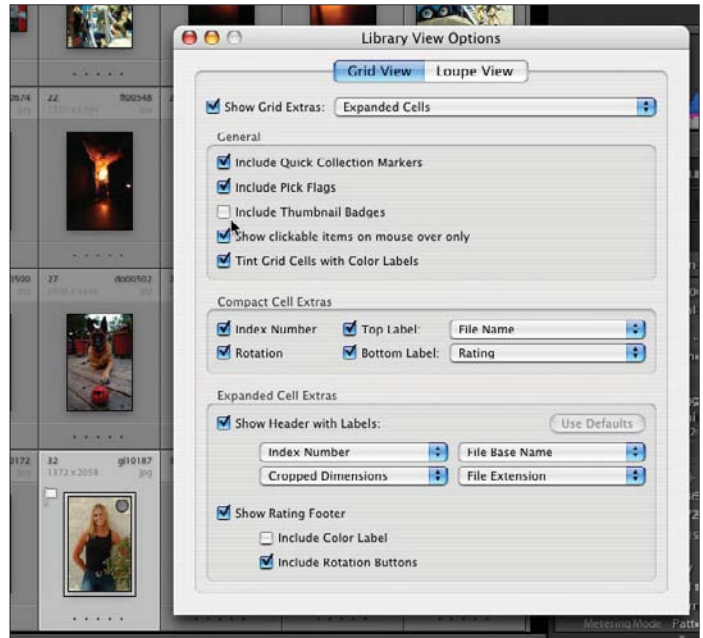 Library View Options
Grid View Loupe View
Show Grid Extras: Expanded Cells
General
Include Quick Collection Markers
Include Pick Flags
Include Thumbnail Badges
Show clickable items on mouse over only
Tint Grid Cells with Color Labels
Compact Cell Extras
Index Number Top Label: File Name
Rotation Bottom Label: Rating
Expanded Cell Extras
Show Header with Labels: Use Defaults
Index Number File Base Name
Cropped Dimensions File Extension
Show Rating Footer
Include Color Label
Include Rotation Buttons
22
27 do00502
32 gl10187
1372 x 2058 jpg
Metering Mode